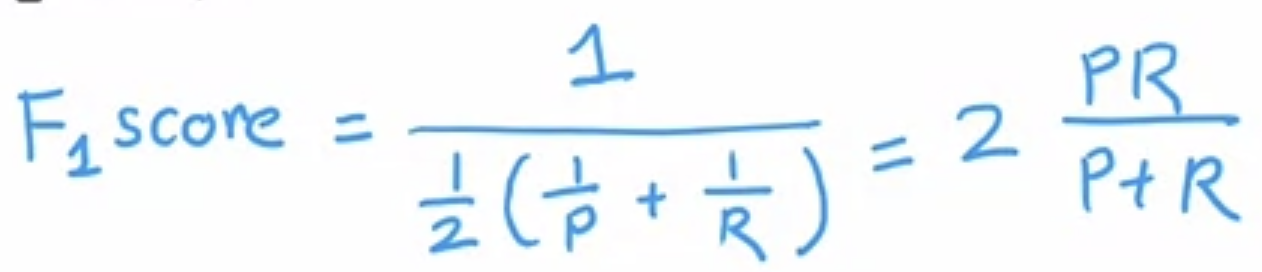 F₁ score = 1 / (1/2 (1/P + 1/R)) = 2 PR / (P+R)